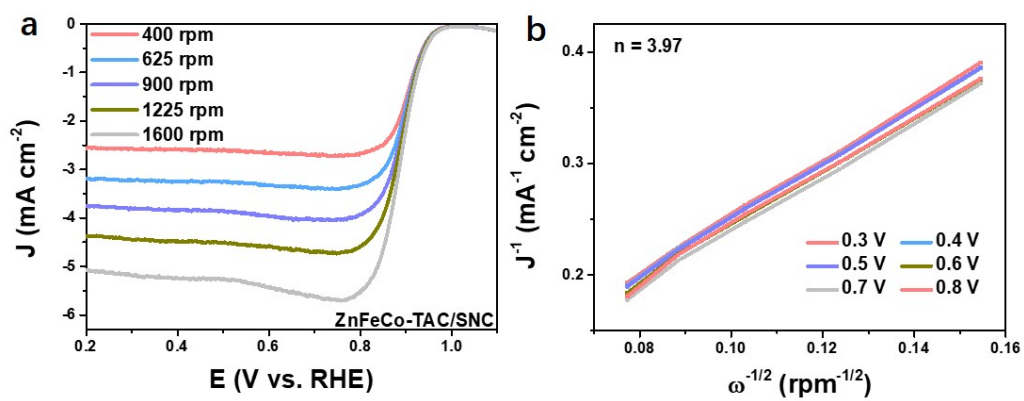 a
400 rpm
625 rpm
900 rpm
1225 rpm
1600 rpm
0
-1
-2
-3
-4
-5
-6
J (mA cm-2)
ZnFeCo-TAC/SNC
0.2 0.4 0.6 0.8 1.0
E (V vs. RHE)
b
n = 3.97
0.4
0.3
0.2
J-1 (mA-1 cm-2)
0.3 V 0.4 V
0.5 V 0.6 V
0.7 V 0.8 V
0.08 0.10 0.12 0.14 0.16
ω-1/2 (rpm-1/2)